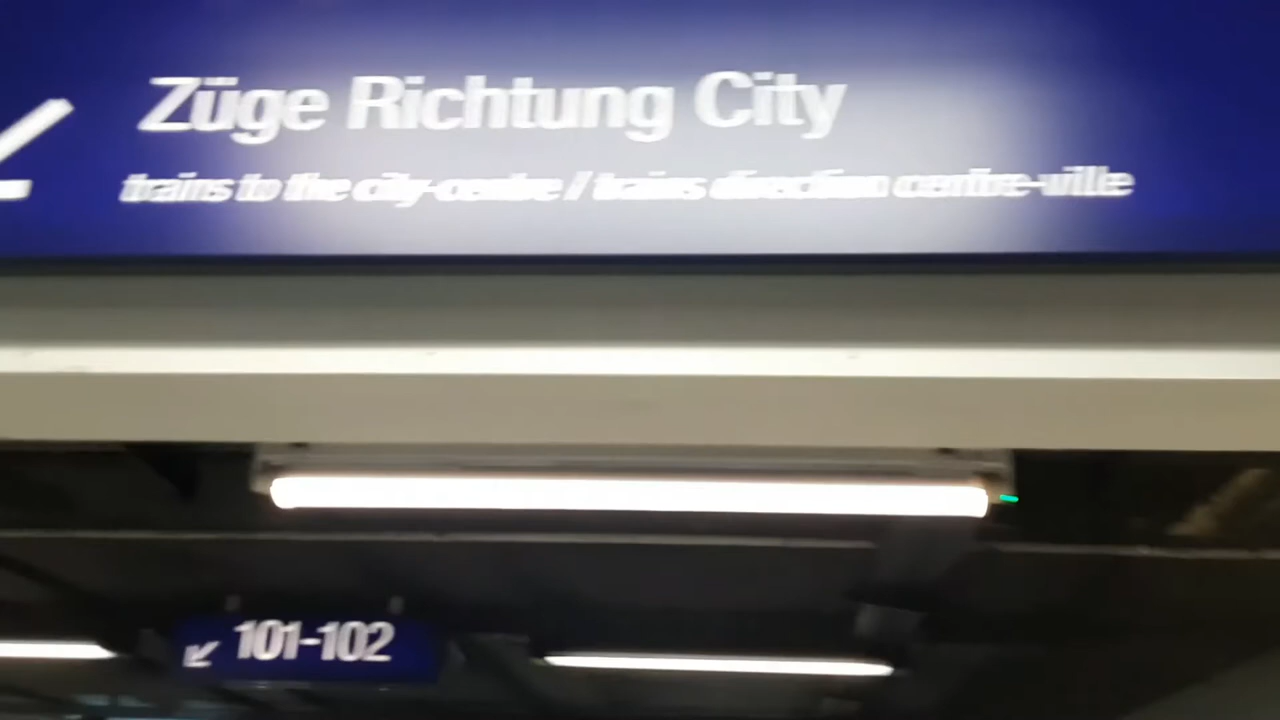 Züge Richtung City
trains to the city-centre / trains direction centre-ville
101-102